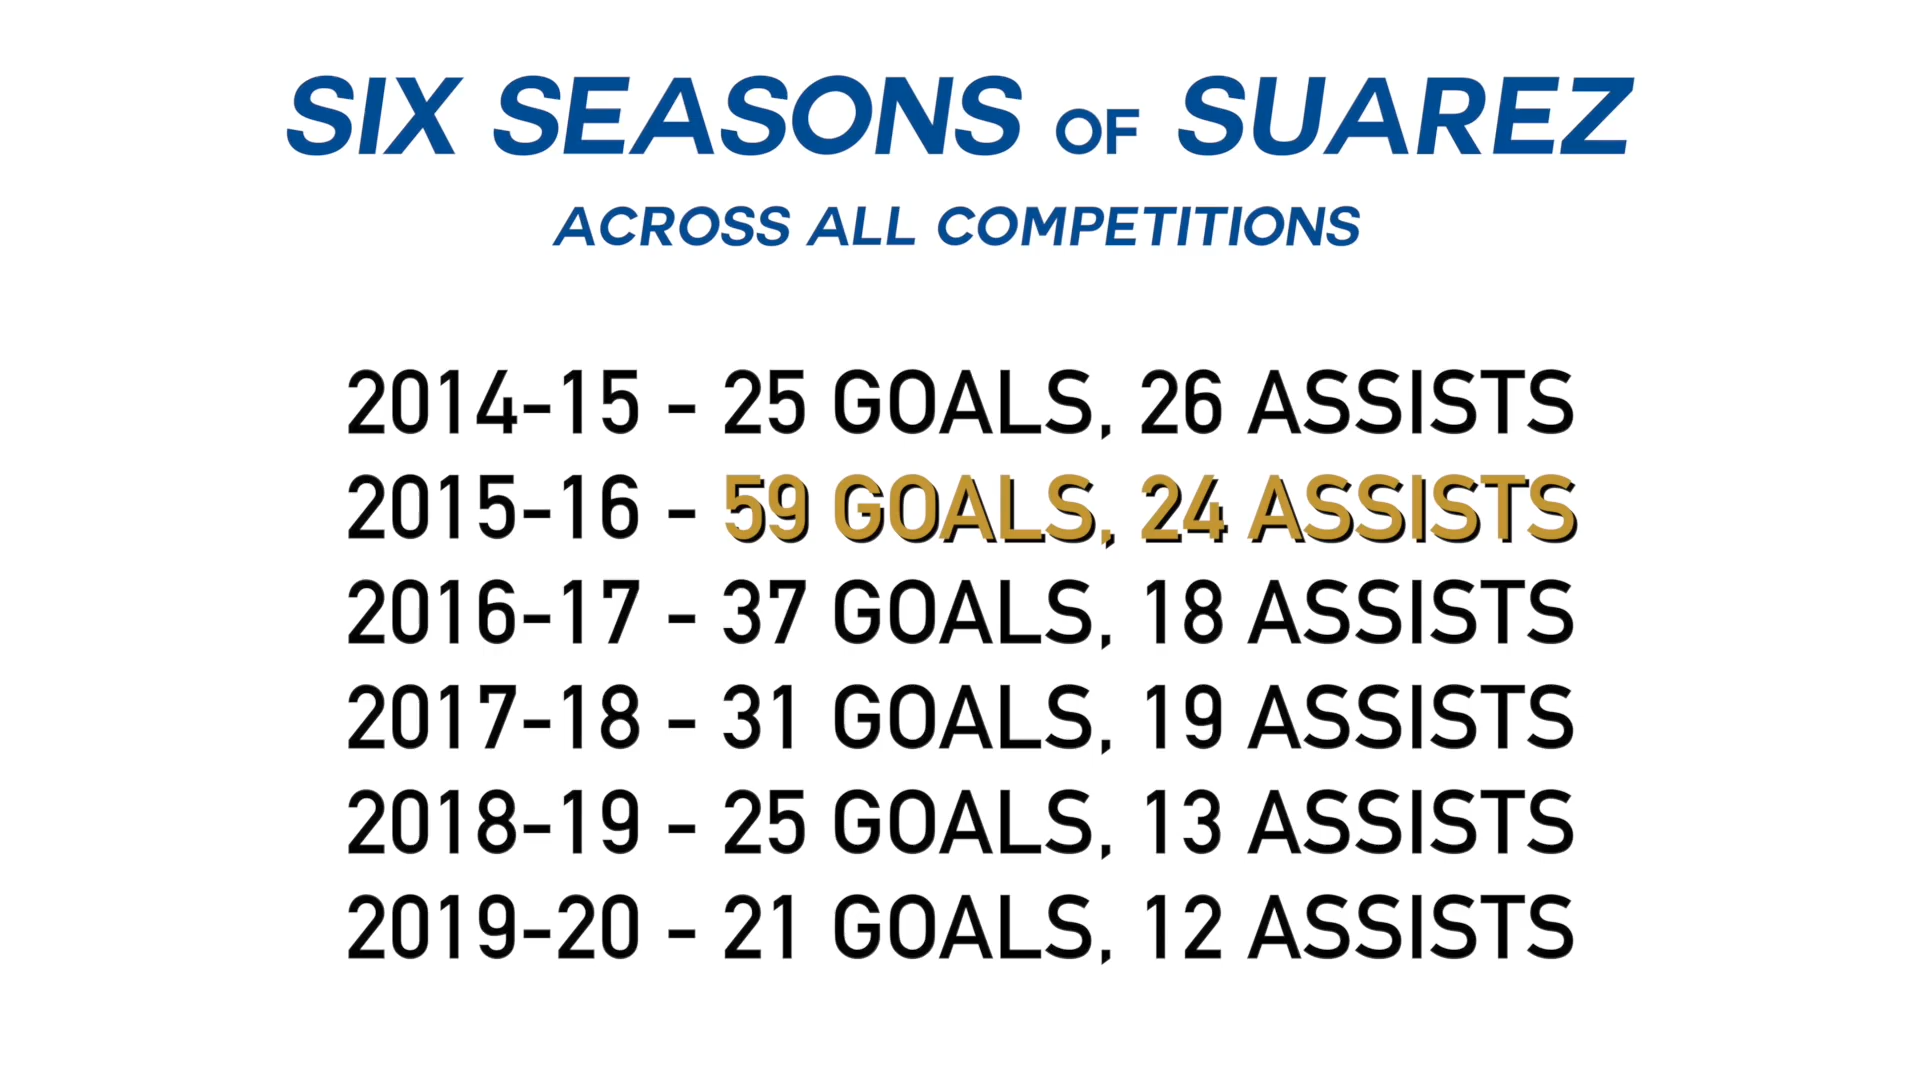 SIX SEASONS OF SUAREZ
ACROSS ALL COMPETITIONS
2014-15 - 25 GOALS, 26 ASSISTS
2015-16 - 59 GOALS, 24 ASSISTS
2016-17 - 37 GOALS, 18 ASSISTS
2017-18 - 31 GOALS, 19 ASSISTS
2018-19 - 25 GOALS, 13 ASSISTS
2019-20 - 21 GOALS, 12 ASSISTS